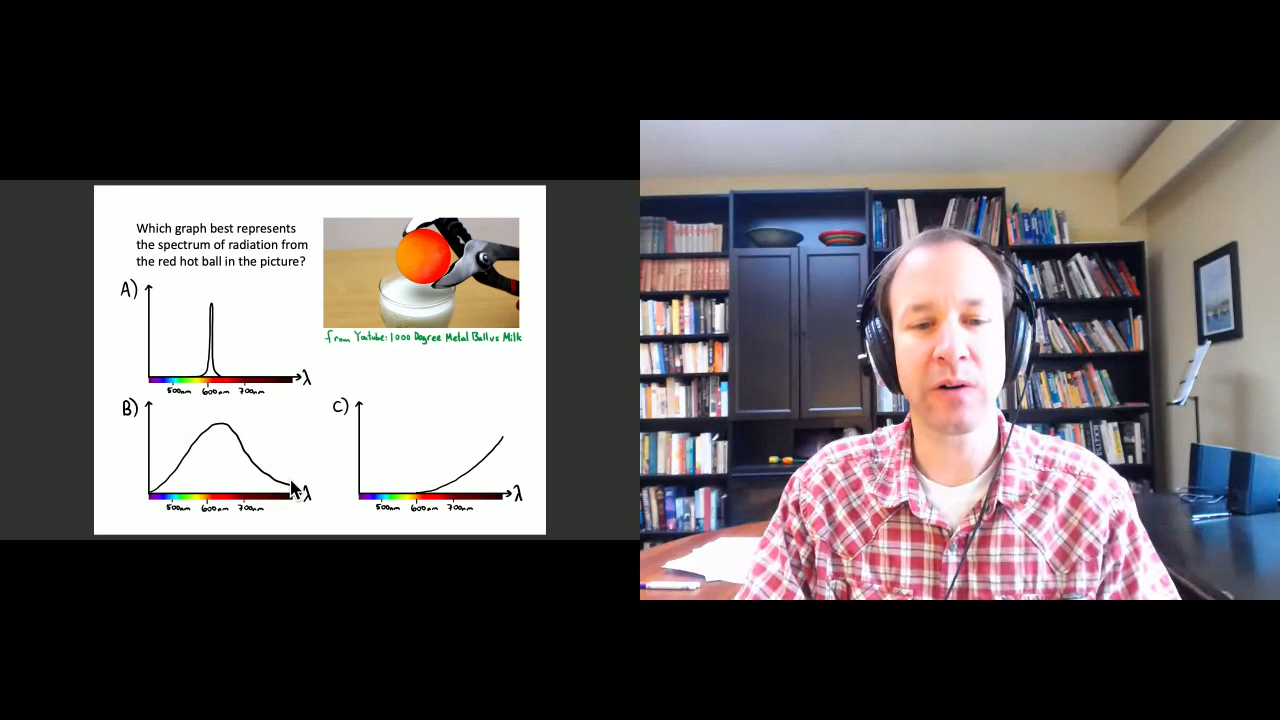 Which graph best represents
the spectrum of radiation from
the red hot ball in the picture?
from Youtube: 1000 Degree Metal Ball vs Milk
A)
λ
500nm 600nm 700nm
B)
λ
500nm 600nm 700nm
C)
λ
500nm 600nm 700nm